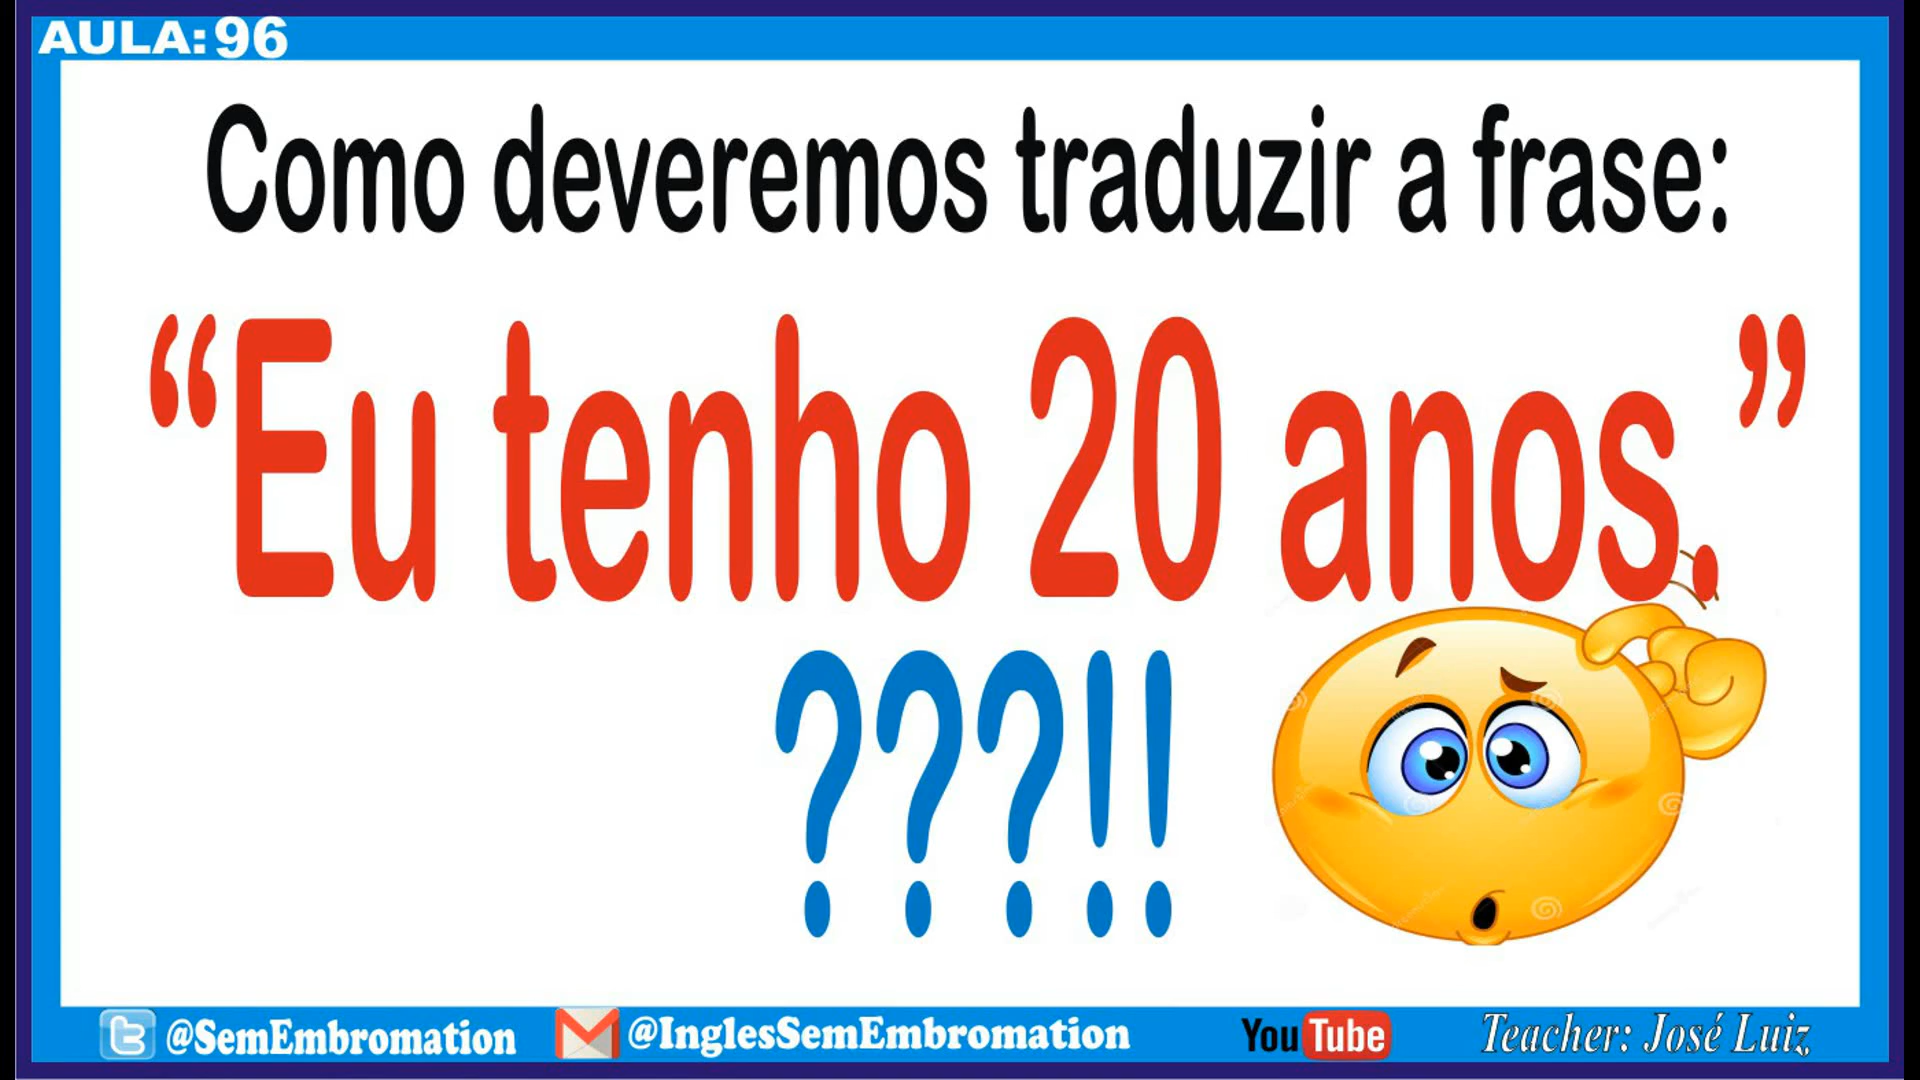 AULA: 96
Como deveremos traduzir a frase:
“Eu tenho 20 anos.”
???!!
@SemEmbromation @InglesSemEmbromation YouTube Teacher: José Luiz